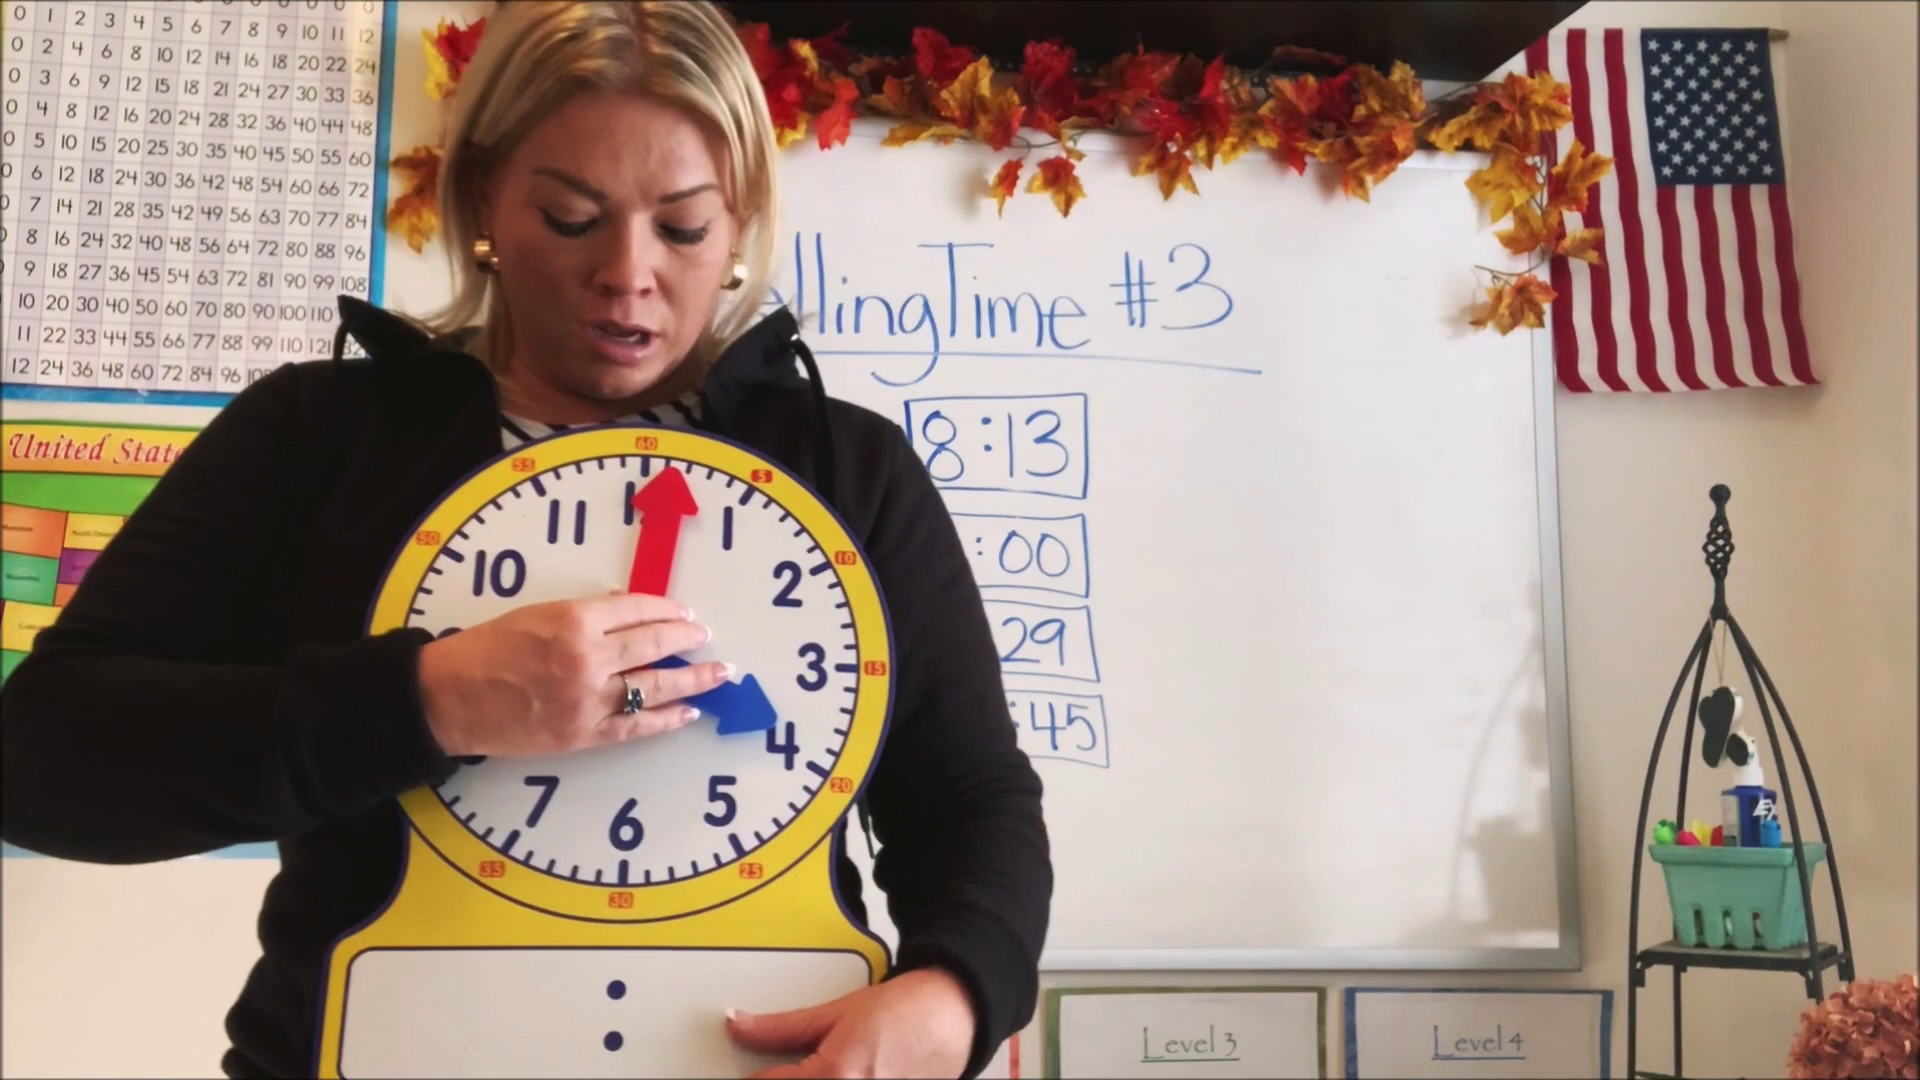 0 1 2 3 4 5 6 7 8 9 10 11 12
0 2 4 6 8 10 12 14 16 18 20 22 24
0 3 6 9 12 15 18 21 24 27 30 33 36
0 4 8 12 16 20 24 28 32 36 40 44 48
0 5 10 15 20 25 30 35 40 45 50 55 60
0 6 12 18 24 30 36 42 48 54 60 66 72
0 7 14 21 28 35 42 49 56 63 70 77 84
8 16 24 32 40 48 56 64 72 80 88 96
9 18 27 36 45 54 63 72 81 90 99 108
10 20 30 40 50 60 70 80 90 100 110
11 22 33 44 55 66 77 88 99 110 121
12 24 36 48 60 72 84 96
United State
ellingTime #3
8:13
:00
29
:45
60
55 5
50 10
15
20
35 25
30
11 1
10 2
3
4
7 5
6
:
Level 3
Level 4